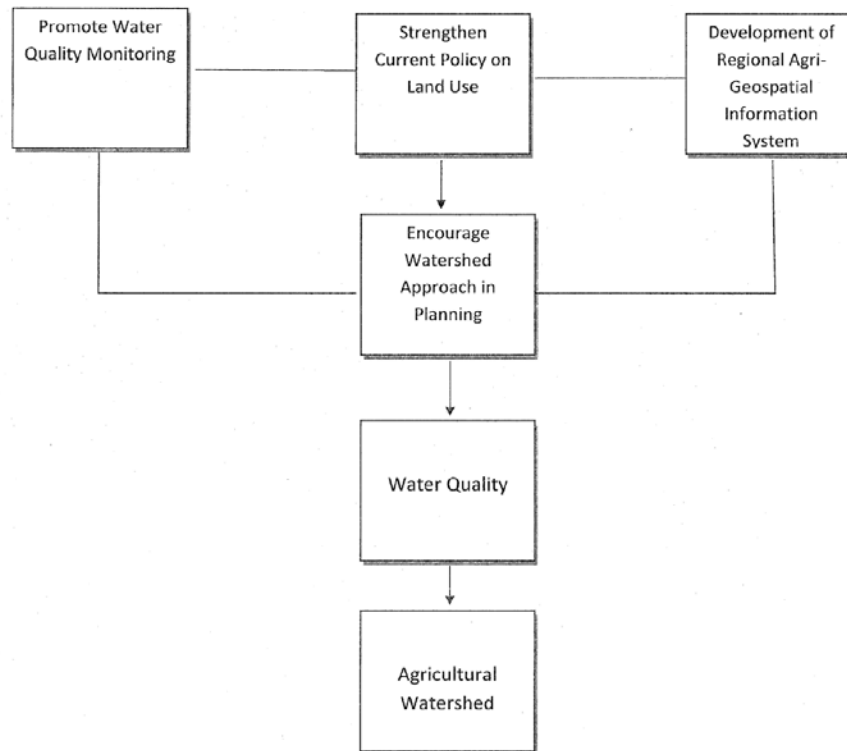 Promote Water
Quality Monitoring
Strengthen
Current Policy on
Land Use
Development of
Regional Agri-
Geospatial
Information
System
Encourage
Watershed
Approach in
Planning
Water Quality
Agricultural
Watershed